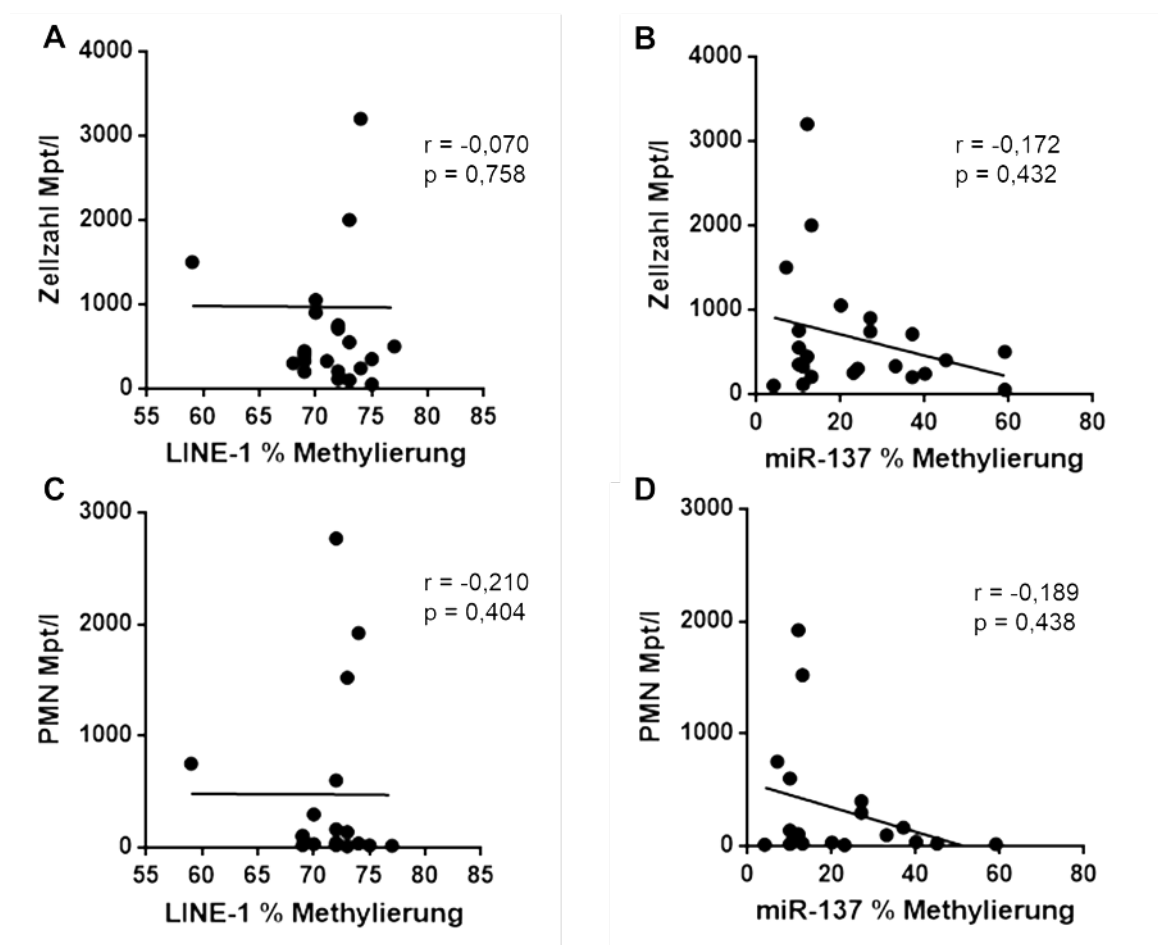 A
4000
3000
2000
1000
0
Zellzahl Mpt/l
r = -0,070
p = 0,758
55 60 65 70 75 80 85
LINE-1 % Methylierung
B
4000
3000
2000
1000
0
Zellzahl Mpt/l
r = -0,172
p = 0,432
0 20 40 60 80
miR-137 % Methylierung
C
3000
2000
1000
0
PMN Mpt/l
r = -0,210
p = 0,404
55 60 65 70 75 80 85
LINE-1 % Methylierung
D
3000
2000
1000
0
PMN Mpt/l
r = -0,189
p = 0,438
0 20 40 60 80
miR-137 % Methylierung